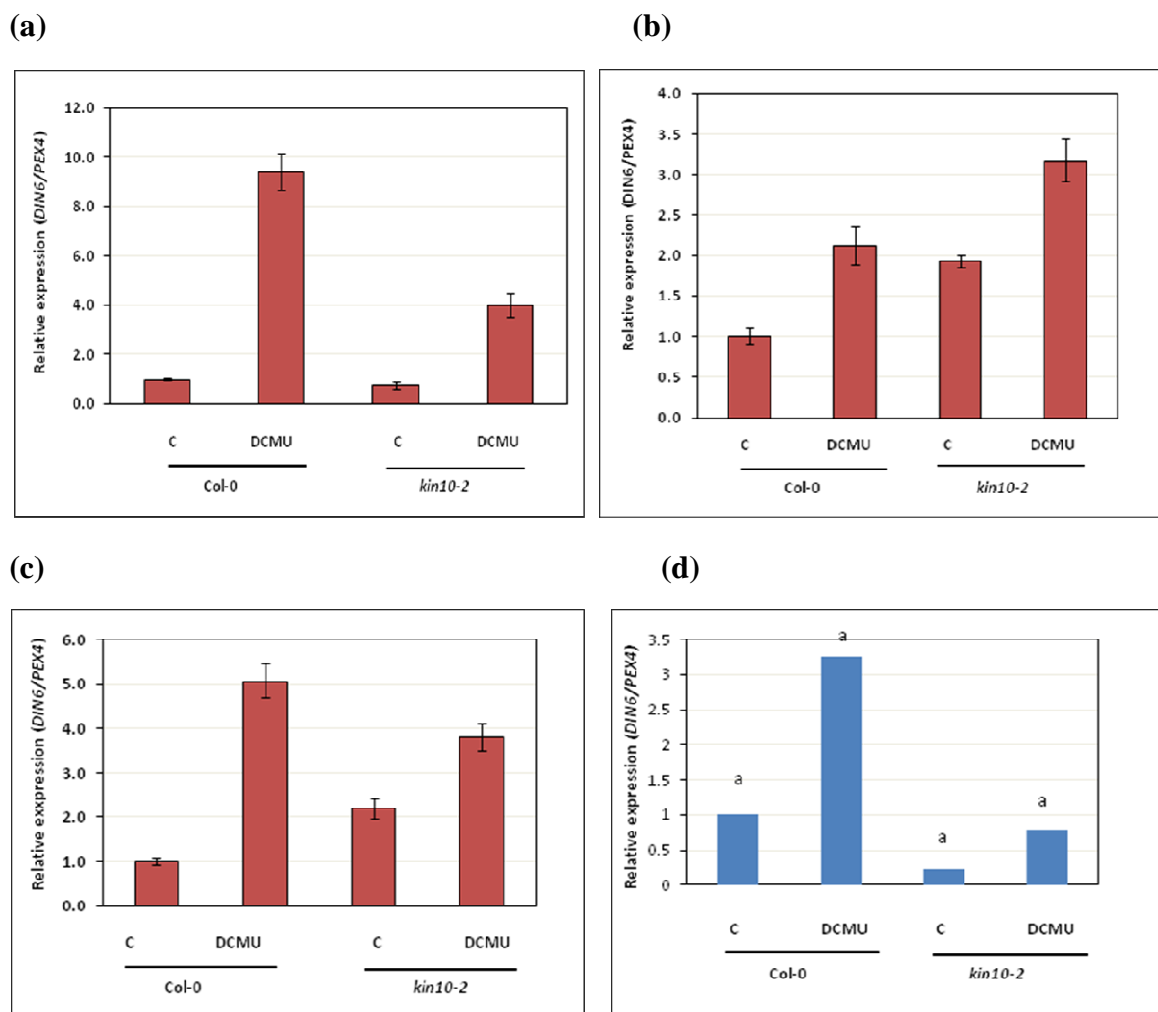 (a)
Relative expression (DIN6/PEX4)
12.0
10.0
8.0
6.0
4.0
2.0
0.0
C DCMU C DCMU
Col-0 kin10-2
(b)
Relative expression (DIN6/PEX4)
4.0
3.5
3.0
2.5
2.0
1.5
1.0
0.5
0.0
C DCMU C DCMU
Col-0 kin10-2
(c)
Relative exxpression (DIN6/PEX4)
6.0
5.0
4.0
3.0
2.0
1.0
0.0
C DCMU C DCMU
Col-0 kin10-2
(d)
Relative expression (DIN6/PEX4)
3.5
3
2.5
2
1.5
1
0.5
0
a a a a
C DCMU C DCMU
Col-0 kin10-2